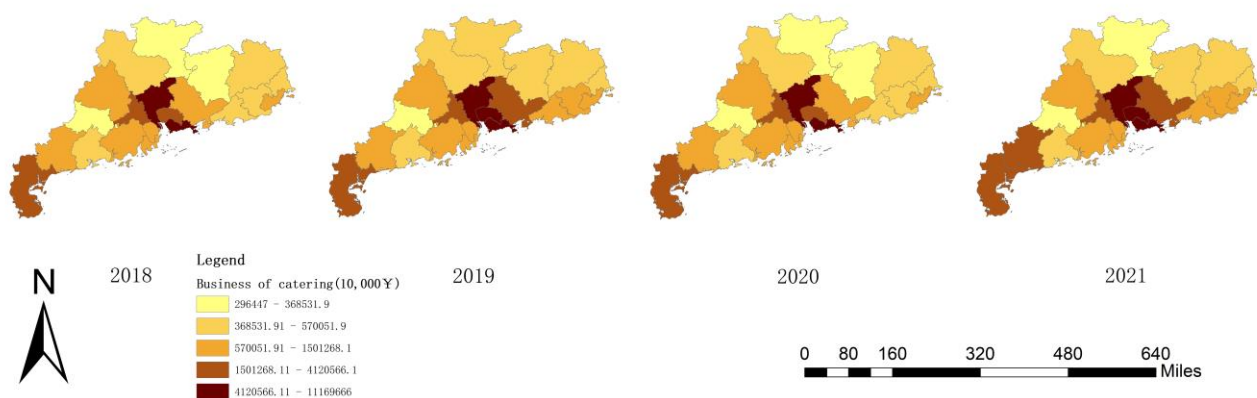 2018
2019
2020
2021
N
Legend
Business of catering(10,000¥)
296447 - 368531.9
368531.91 - 570051.9
570051.91 - 1501268.1
1501268.11 - 4120566.1
4120566.11 - 11169666
0 80 160 320 480 640
Miles